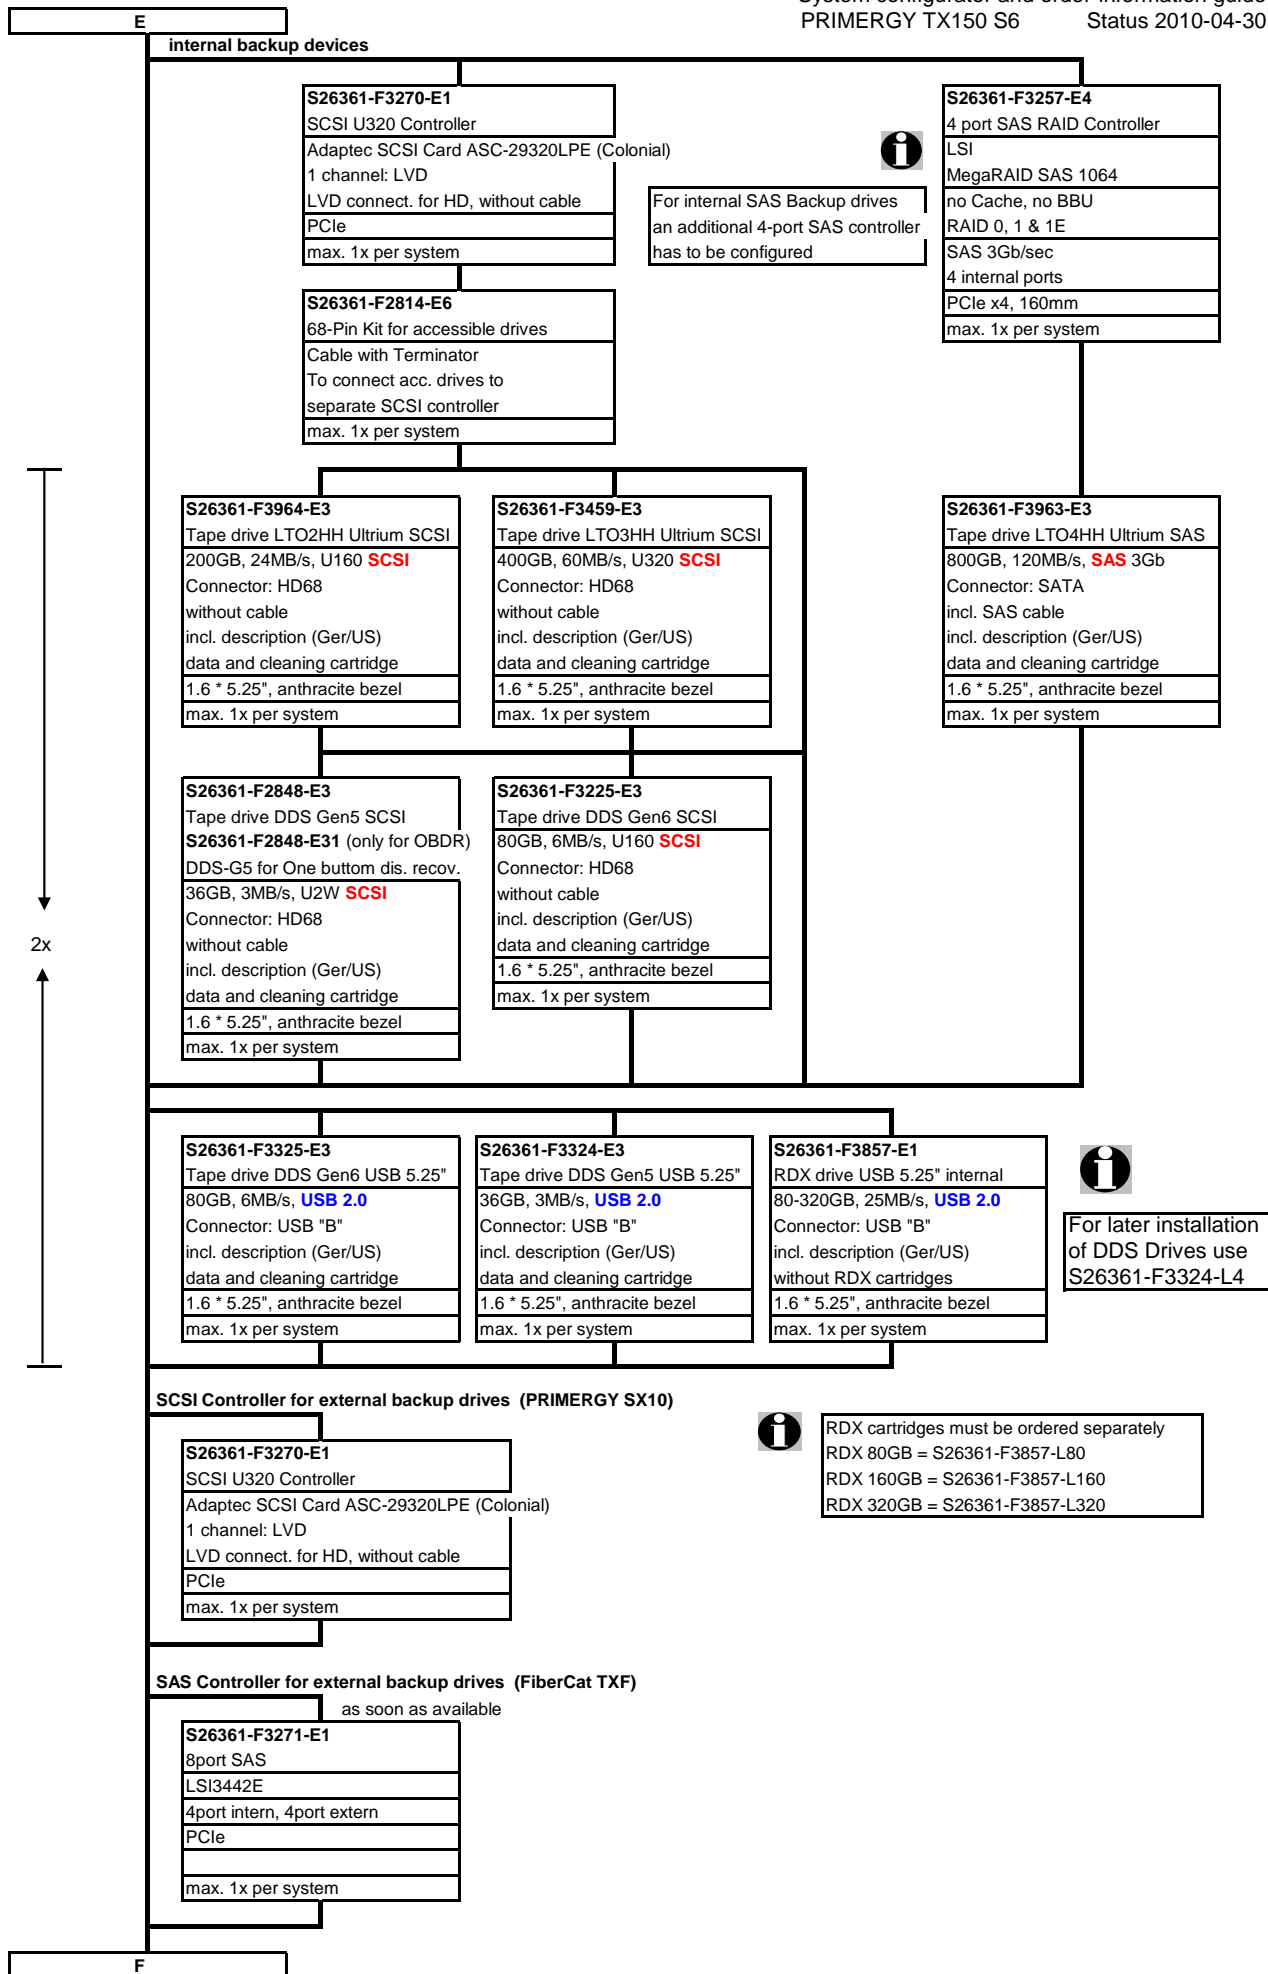 System configurator and order-information guide
PRIMERGY TX150 S6 Status 2010-04-30
E
internal backup devices
S26361-F3270-E1
SCSI U320 Controller
Adaptec SCSI Card ASC-29320LPE (Colonial)
1 channel: LVD
LVD connect. for HD, without cable
PCIe
max. 1x per system
For internal SAS Backup drives
an additional 4-port SAS controller
has to be configured
S26361-F3257-E4
4 port SAS RAID Controller
LSI
MegaRAID SAS 1064
no Cache, no BBU
RAID 0, 1 & 1E
SAS 3Gb/sec
4 internal ports
PCIe x4, 160mm
max. 1x per system
S26361-F2814-E6
68-Pin Kit for accessible drives
Cable with Terminator
To connect acc. drives to
separate SCSI controller
max. 1x per system
S26361-F3964-E3
Tape drive LTO2HH Ultrium SCSI
200GB, 24MB/s, U160 SCSI
Connector: HD68
without cable
incl. description (Ger/US)
data and cleaning cartridge
1.6 * 5.25", anthracite bezel
max. 1x per system
S26361-F3459-E3
Tape drive LTO3HH Ultrium SCSI
400GB, 60MB/s, U320 SCSI
Connector: HD68
without cable
incl. description (Ger/US)
data and cleaning cartridge
1.6 * 5.25", anthracite bezel
max. 1x per system
S26361-F3963-E3
Tape drive LTO4HH Ultrium SAS
800GB, 120MB/s, SAS 3Gb
Connector: SATA
incl. SAS cable
incl. description (Ger/US)
data and cleaning cartridge
1.6 * 5.25", anthracite bezel
max. 1x per system
S26361-F2848-E3
Tape drive DDS Gen5 SCSI
S26361-F2848-E31 (only for OBDR)
DDS-G5 for One buttom dis. recov.
36GB, 3MB/s, U2W SCSI
Connector: HD68
without cable
incl. description (Ger/US)
data and cleaning cartridge
1.6 * 5.25", anthracite bezel
max. 1x per system
S26361-F3225-E3
Tape drive DDS Gen6 SCSI
80GB, 6MB/s, U160 SCSI
Connector: HD68
without cable
incl. description (Ger/US)
data and cleaning cartridge
1.6 * 5.25", anthracite bezel
max. 1x per system
2x
S26361-F3325-E3
Tape drive DDS Gen6 USB 5.25"
80GB, 6MB/s, USB 2.0
Connector: USB "B"
incl. description (Ger/US)
data and cleaning cartridge
1.6 * 5.25", anthracite bezel
max. 1x per system
S26361-F3324-E3
Tape drive DDS Gen5 USB 5.25"
36GB, 3MB/s, USB 2.0
Connector: USB "B"
incl. description (Ger/US)
data and cleaning cartridge
1.6 * 5.25", anthracite bezel
max. 1x per system
S26361-F3857-E1
RDX drive USB 5.25" internal
80-320GB, 25MB/s, USB 2.0
Connector: USB "B"
incl. description (Ger/US)
without RDX cartridges
1.6 * 5.25", anthracite bezel
max. 1x per system
For later installation
of DDS Drives use
S26361-F3324-L4
SCSI Controller for external backup drives (PRIMERGY SX10)
S26361-F3270-E1
SCSI U320 Controller
Adaptec SCSI Card ASC-29320LPE (Colonial)
1 channel: LVD
LVD connect. for HD, without cable
PCIe
max. 1x per system
RDX cartridges must be ordered separately
RDX 80GB = S26361-F3857-L80
RDX 160GB = S26361-F3857-L160
RDX 320GB = S26361-F3857-L320
SAS Controller for external backup drives (FiberCat TXF)
as soon as available
S26361-F3271-E1
8port SAS
LSI3442E
4port intern, 4port extern
PCIe
max. 1x per system
F